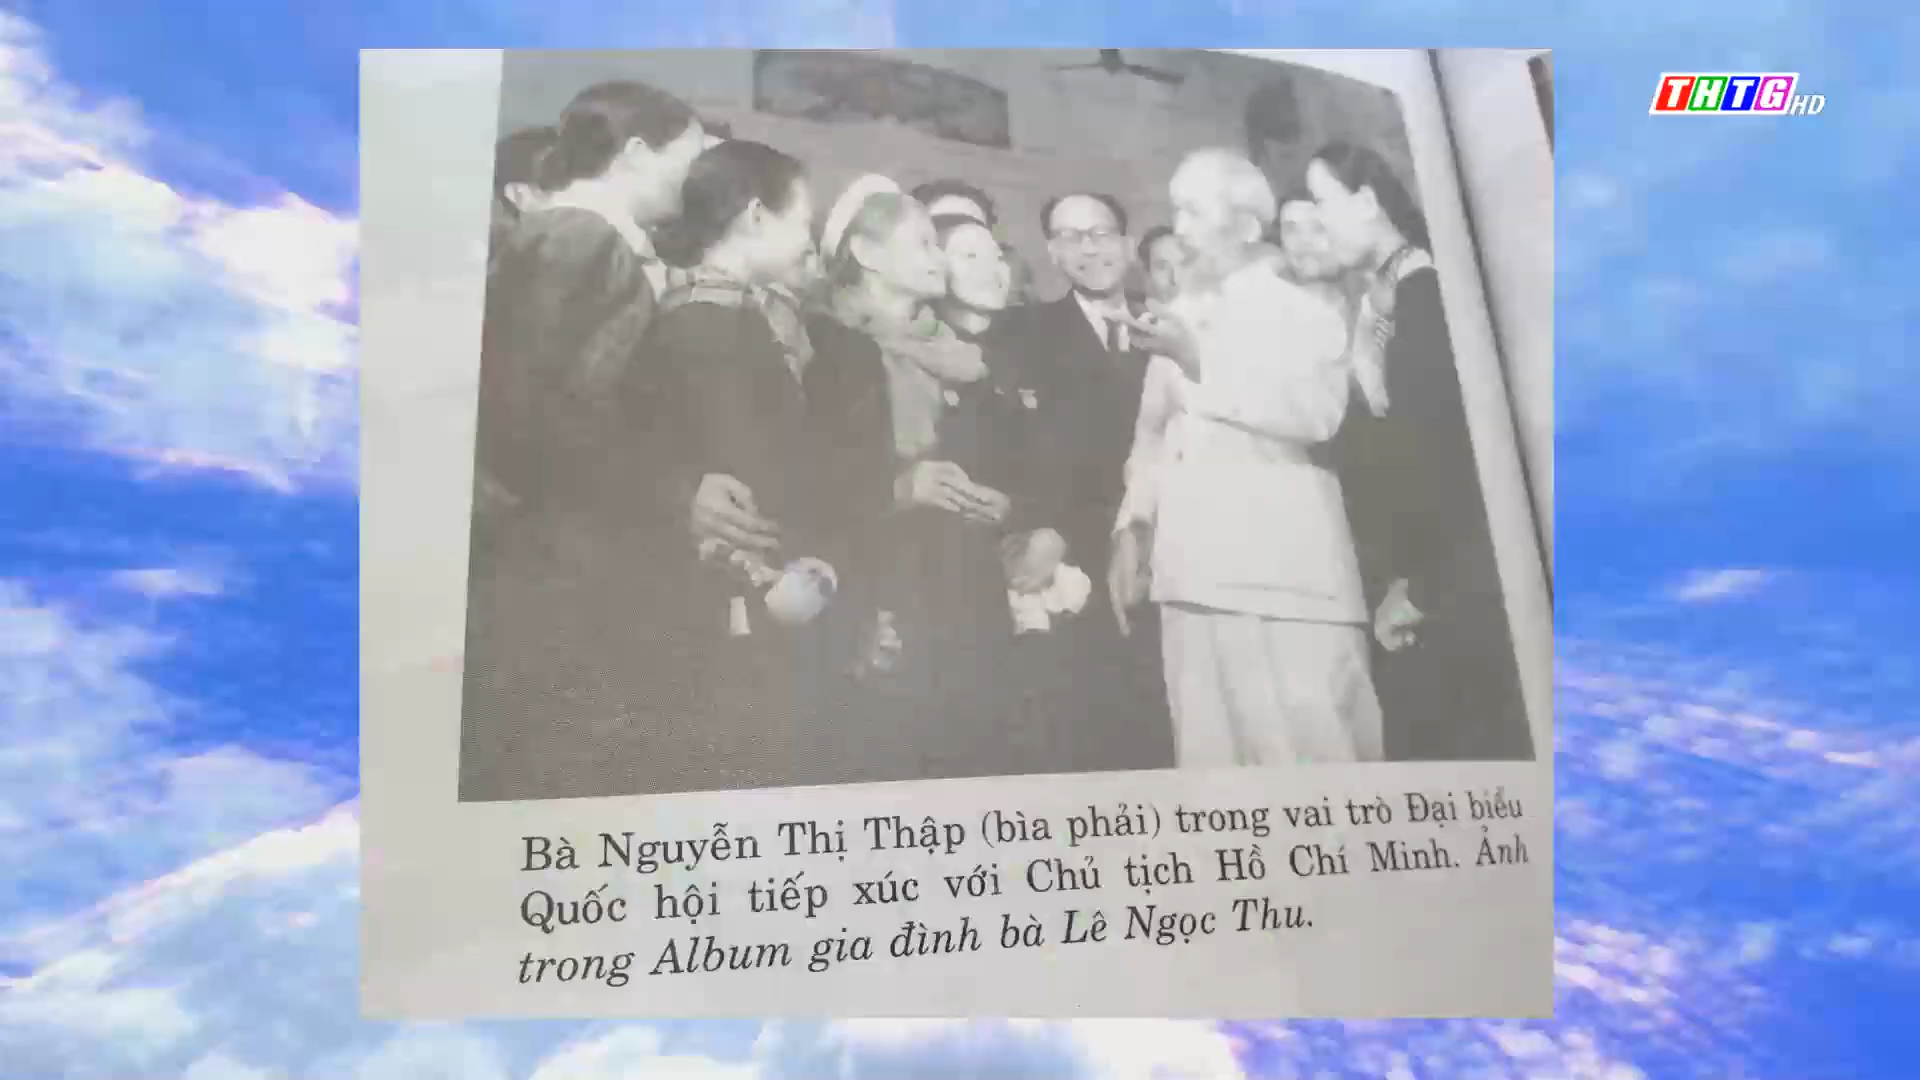 THTG HD
Bà Nguyễn Thị Thập (bìa phải) trong vai trò Đại biểu
Quốc hội tiếp xúc với Chủ tịch Hồ Chí Minh. Ảnh
trong Album gia đình bà Lê Ngọc Thu.